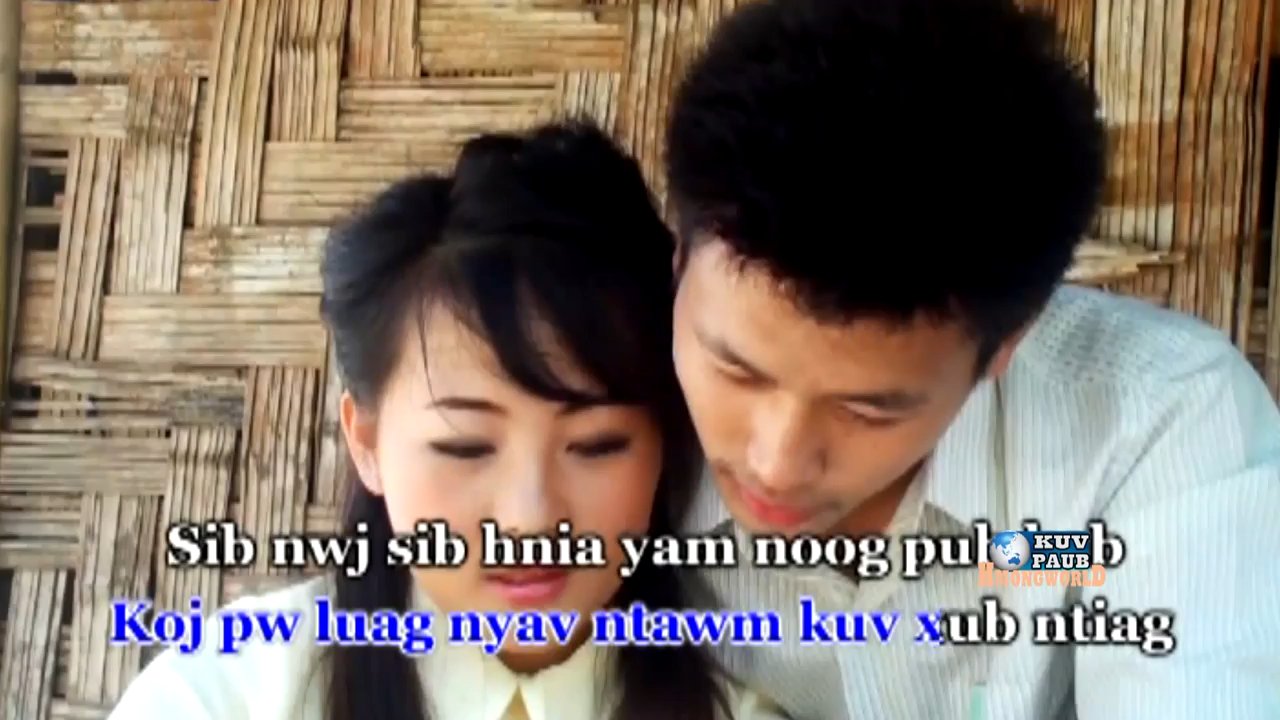 Sib nwj sib hnia yam noog
Koj pw luag nyav ntawm kuv xub ntiag
KUV
PAUB
HMONGWORLD